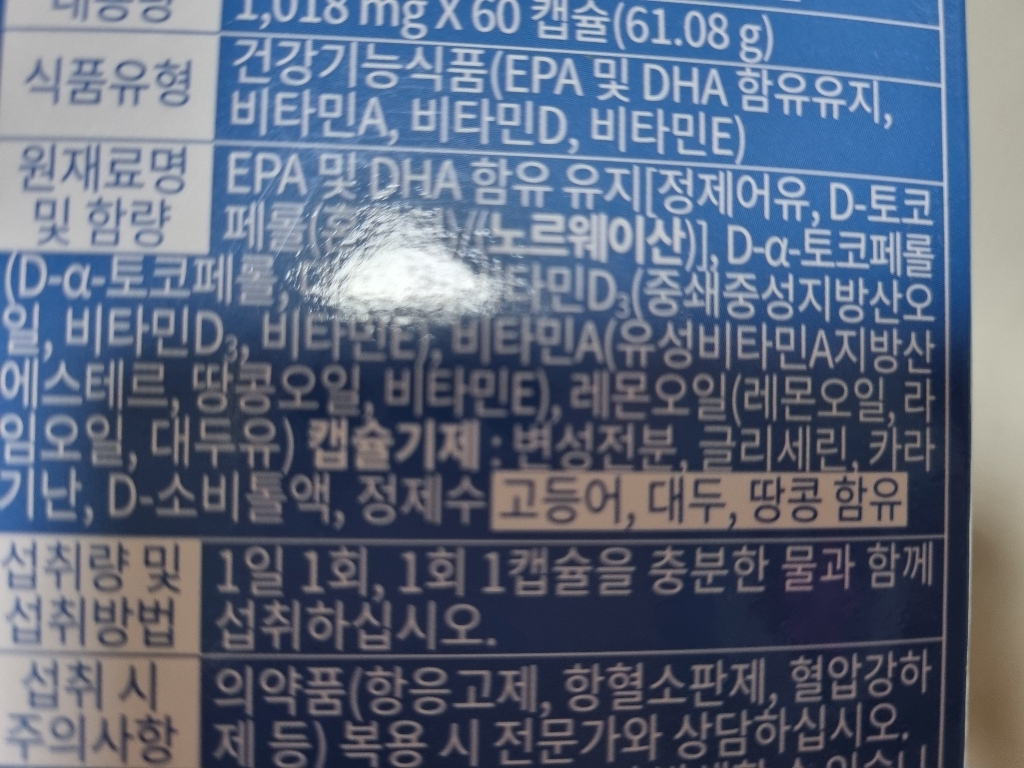 내용량
1,018 mg X 60 캡슐(61.08 g)
식품유형
건강기능식품(EPA 및 DHA 함유유지,
비타민A, 비타민D, 비타민E)
원재료명
및 함량
EPA 및 DHA 함유 유지[정제어유, D-토코
페롤( (노르웨이산)], D-α-토코페롤
(D-α-토코페롤, 비타민D₃(중쇄중성지방산오
일, 비타민D₃, 비타민E), 비타민A(유성비타민A지방산
에스테르, 땅콩오일, 비타민E), 레몬오일(레몬오일, 라
임오일, 대두유) 캡슐기제 : 변성전분, 글리세린, 카라
기난, D-소비톨액, 정제수 고등어, 대두, 땅콩 함유
섭취량 및
섭취방법
1일 1회, 1회 1캡슐을 충분한 물과 함께
섭취하십시오.
섭취 시
주의사항
의약품(항응고제, 항혈소판제, 혈압강하
제 등) 복용 시 전문가와 상담하십시오.